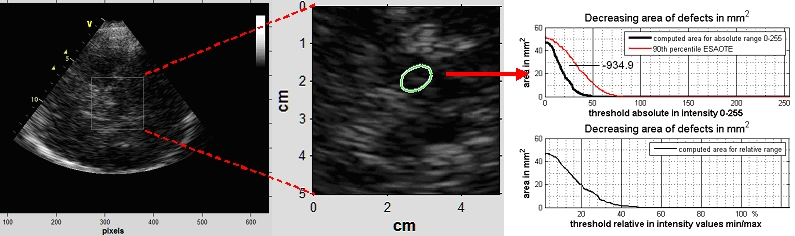 V
5
10
100 200 300 400 500 600
pixels
0
1
2
3
4
5
cm
0 2 4
cm
Decreasing area of defects in mm²
60
40
20
0
area in mm²
computed area for absolute range 0-255
90th percentile ESAOTE
-934.9
0 50 100 150 200 250
threshold absolute in intensity 0-255
Decreasing area of defects in mm²
60
40
20
0
area in mm²
computed area for relative range
0 20 40 60 80 100 %
threshold relative in intensity values min/max